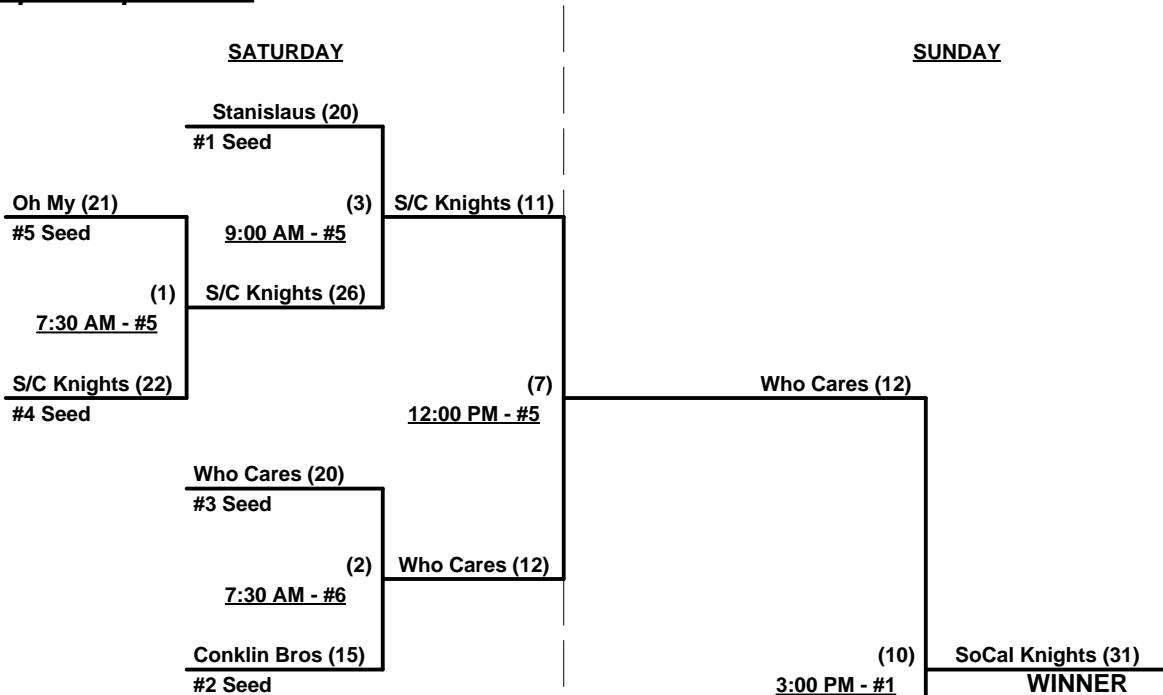 SATURDAY
SUNDAY
Stanislaus (20)
#1 Seed
Oh My (21)
(3)
S/C Knights (11)
#5 Seed
9:00 AM - #5
(1)
S/C Knights (26)
7:30 AM - #5
S/C Knights (22)
(7)
Who Cares (12)
#4 Seed
12:00 PM - #5
Who Cares (20)
#3 Seed
(2)
Who Cares (12)
7:30 AM - #6
Conklin Bros (15)
(10)
SoCal Knights (31)
#2 Seed
3:00 PM - #1
WINNER